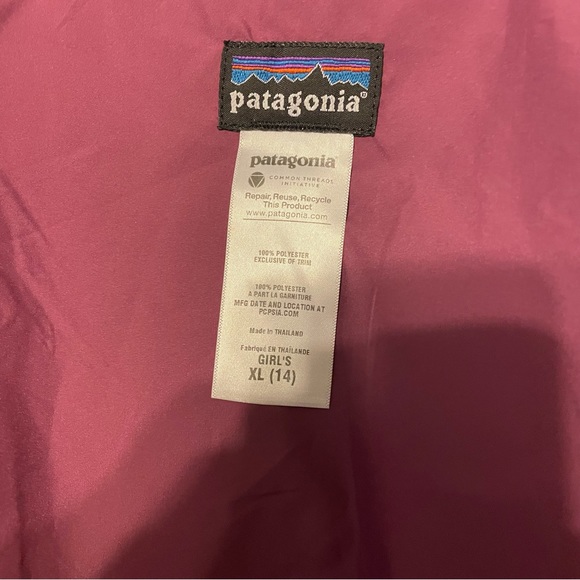 patagonia®
patagonia®
COMMON THREADS
INITIATIVE
Repair, Reuse, Recycle
This Product
www.patagonia.com
100% POLYESTER
EXCLUSIVE OF TRIM
100% POLYESTER
A PART LA GARNITURE
MFG DATE AND LOCATION AT
PCPSIA.COM
Made in THAILAND
Fabriqué EN THAÏLANDE
GIRL'S
XL (14)